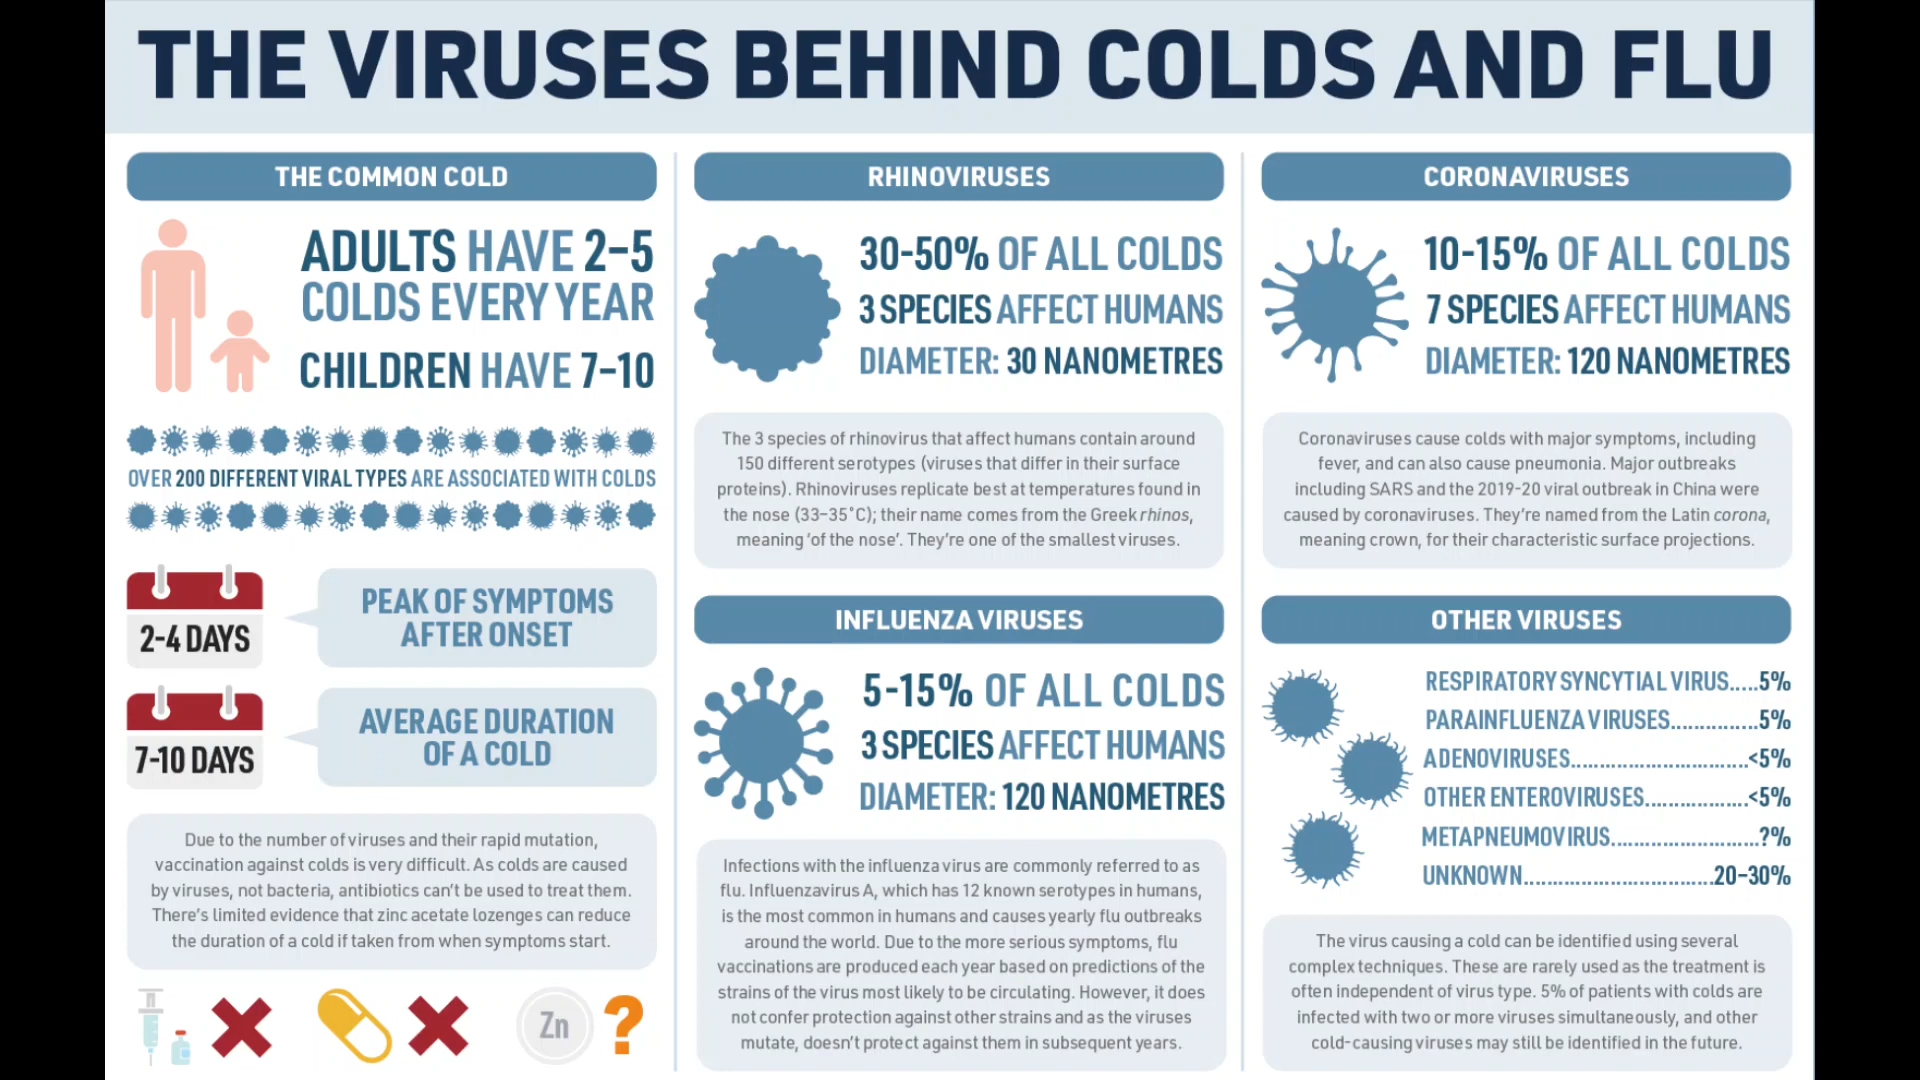 THE VIRUSES BEHIND COLDS AND FLU
THE COMMON COLD
ADULTS HAVE 2–5
COLDS EVERY YEAR
CHILDREN HAVE 7–10
OVER 200 DIFFERENT VIRAL TYPES ARE ASSOCIATED WITH COLDS
2-4 DAYS
PEAK OF SYMPTOMS
AFTER ONSET
7-10 DAYS
AVERAGE DURATION
OF A COLD
Due to the number of viruses and their rapid mutation,
vaccination against colds is very difficult. As colds are caused
by viruses, not bacteria, antibiotics can't be used to treat them.
There's limited evidence that zinc acetate lozenges can reduce
the duration of a cold if taken from when symptoms start.
Zn
?
RHINOVIRUSES
30-50% OF ALL COLDS
3 SPECIES AFFECT HUMANS
DIAMETER: 30 NANOMETRES
The 3 species of rhinovirus that affect humans contain around
150 different serotypes (viruses that differ in their surface
proteins). Rhinoviruses replicate best at temperatures found in
the nose (33–35˚C); their name comes from the Greek rhinos,
meaning 'of the nose'. They're one of the smallest viruses.
INFLUENZA VIRUSES
5-15% OF ALL COLDS
3 SPECIES AFFECT HUMANS
DIAMETER: 120 NANOMETRES
Infections with the influenza virus are commonly referred to as
flu. Influenzavirus A, which has 12 known serotypes in humans,
is the most common in humans and causes yearly flu outbreaks
around the world. Due to the more serious symptoms, flu
vaccinations are produced each year based on predictions of the
strains of the virus most likely to be circulating. However, it does
not confer protection against other strains and as the viruses
mutate, doesn't protect against them in subsequent years.
CORONAVIRUSES
10-15% OF ALL COLDS
7 SPECIES AFFECT HUMANS
DIAMETER: 120 NANOMETRES
Coronaviruses cause colds with major symptoms, including
fever, and can also cause pneumonia. Major outbreaks
including SARS and the 2019-20 viral outbreak in China were
caused by coronaviruses. They're named from the Latin corona,
meaning crown, for their characteristic surface projections.
OTHER VIRUSES
RESPIRATORY SYNCYTIAL VIRUS.....5%
PARAINFLUENZA VIRUSES...............5%
ADENOVIRUSES...............................<5%
OTHER ENTEROVIRUSES..................<5%
METAPNEUMOVIRUS..........................?%
UNKNOWN.................................20–30%
The virus causing a cold can be identified using several
complex techniques. These are rarely used as the treatment is
often independent of virus type. 5% of patients with colds are
infected with two or more viruses simultaneously, and other
cold-causing viruses may still be identified in the future.